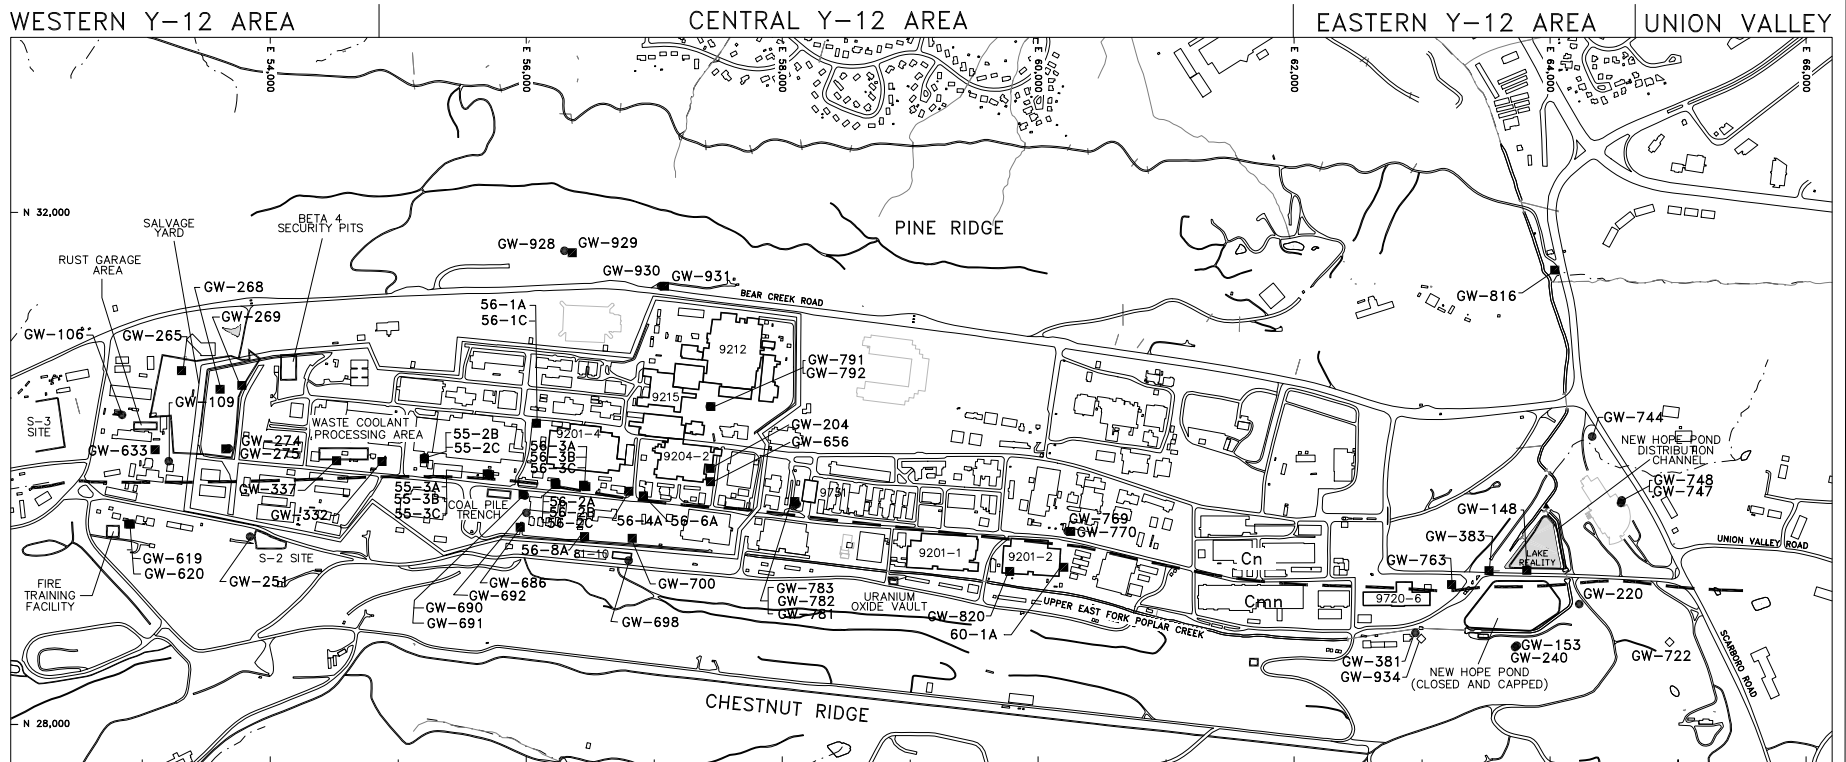 WESTERN Y-12 AREA
CENTRAL Y-12 AREA
EASTERN Y-12 AREA
UNION VALLEY
E 54,000
E 56,000
E 58,000
E 60,000
E 62,000
E 64,000
E 66,000
N 32,000
SALVAGE
YARD
BETA 4
SECURITY PITS
RUST GARAGE
AREA
PINE RIDGE
GW-928
GW-929
GW-930
GW-931
BEAR CREEK ROAD
GW-268
GW-269
GW-106
GW-265
56-1A
56-1C
GW-816
9212
GW-791
GW-792
9215
GW-109
S-3
SITE
WASTE COOLANT
PROCESSING AREA
55-2B
55-2C
9201-4
GW-204
GW-656
GW-744
NEW HOPE POND
DISTRIBUTION
CHANNEL
GW-633
GW-274
GW-275
56-3A
56-3B
56-3C
9204-2
GW-748
GW-747
GW-337
55-3A
55-3B
55-3C
COAL PILE
TRENCH
9731
GW-332
56-2A
56-2B
56-2C
56-4A
56-6A
GW-769
GW-770
GW-148
GW-383
UNION VALLEY ROAD
GW-619
GW-620
S-2 SITE
56-8A
81-10
9201-1
9201-2
Cn
GW-763
LAKE
REALITY
FIRE
TRAINING
FACILITY
GW-251
GW-686
GW-692
GW-700
GW-783
GW-782
GW-781
URANIUM
OXIDE VAULT
GW-690
GW-691
GW-698
GW-820
60-1A
UPPER EAST FORK POPLAR CREEK
Cmn
9720-6
GW-220
GW-381
GW-934
GW-153
GW-240
GW-722
NEW HOPE POND
(CLOSED AND CAPPED)
SCARBORO ROAD
CHESTNUT RIDGE
N 28,000